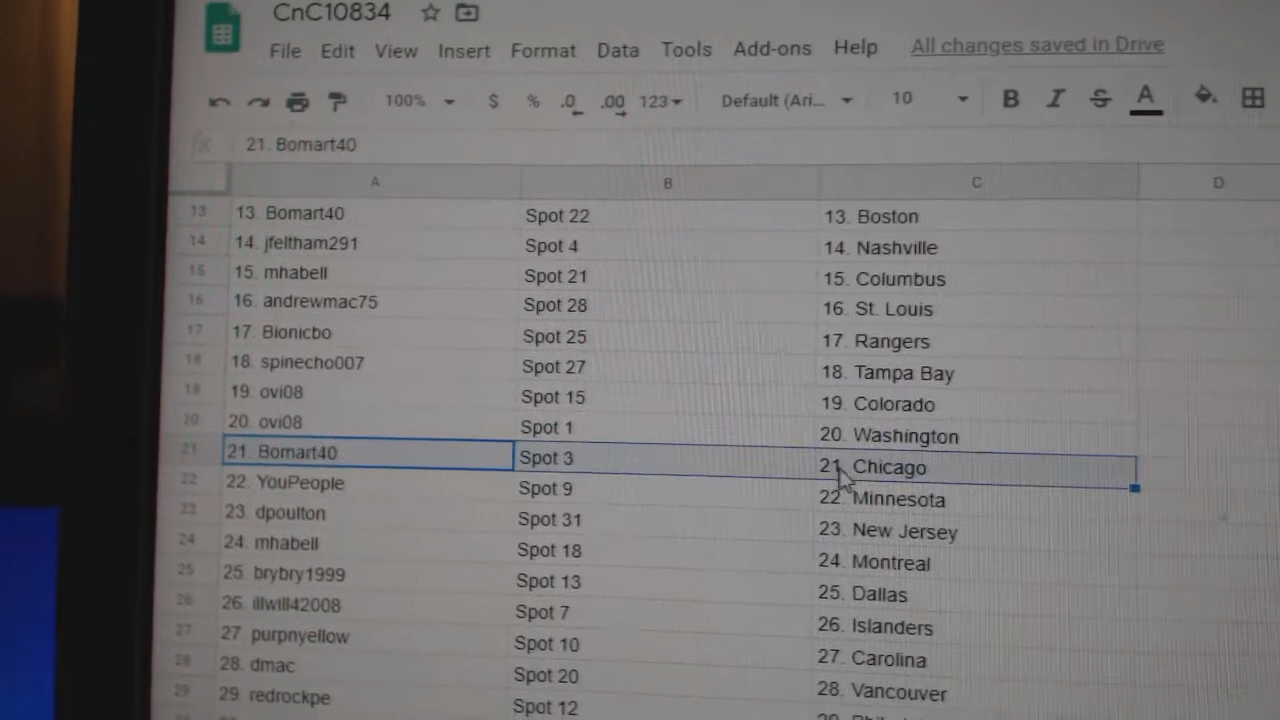 CnC10834
File Edit View Insert Format Data Tools Add-ons Help All changes saved in Drive
100% $ % .0 .00 123 Default (Ari... 10 B I S A
fx 21. Bomart40
A B C D
13 13. Bomart40 Spot 22 13. Boston
14 14. jfeltham291 Spot 4 14. Nashville
15 15. mhabell Spot 21 15. Columbus
16 16. andrewmac75 Spot 28 16. St. Louis
17 17. Bionicbo Spot 25 17. Rangers
18 18. spinecho007 Spot 27 18. Tampa Bay
19 19. ovi08 Spot 15 19. Colorado
20 20. ovi08 Spot 1 20. Washington
21 21. Bomart40 Spot 3 21. Chicago
22 22. YouPeople Spot 9 22. Minnesota
23 23. dpoulton Spot 31 23. New Jersey
24 24. mhabell Spot 18 24. Montreal
25 25. brybry1999 Spot 13 25. Dallas
26 26. illwill42008 Spot 7 26. Islanders
27 27. purpnyellow Spot 10 27. Carolina
28 28. dmac Spot 20 28. Vancouver
29 29. redrockpe Spot 12